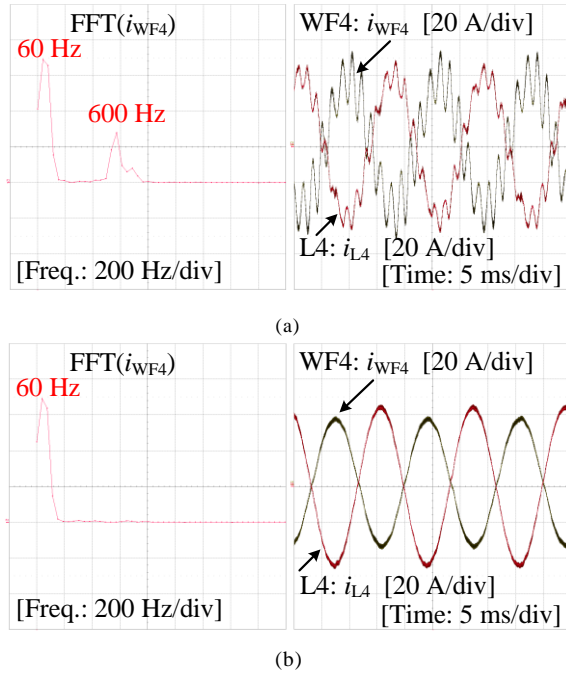 FFT(iWF4)
60 Hz
600 Hz
[Freq.: 200 Hz/div]
WF4: iWF4 [20 A/div]
L4: iL4 [20 A/div]
[Time: 5 ms/div]
(a)
FFT(iWF4)
60 Hz
[Freq.: 200 Hz/div]
WF4: iWF4 [20 A/div]
L4: iL4 [20 A/div]
[Time: 5 ms/div]
(b)